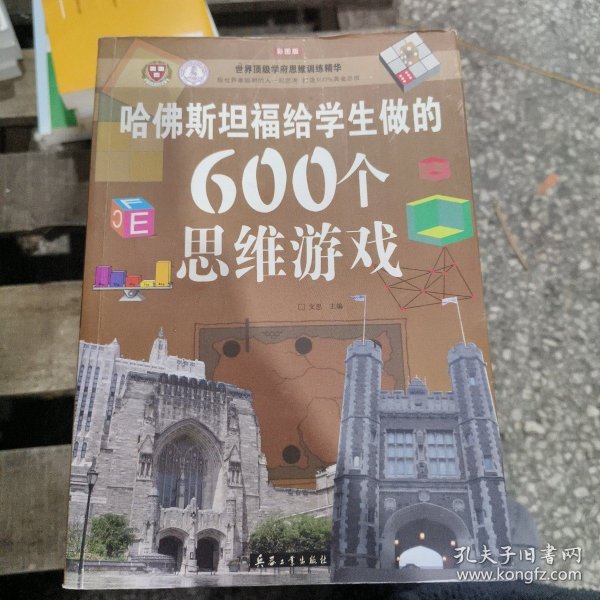 彩图版
世界顶级学府思维训练精华
哈佛斯坦福给学生做的
600个
思维游戏
文思 主编
L
E
C
兵器工业出版社
孔夫子旧书网
www.kongfz.com